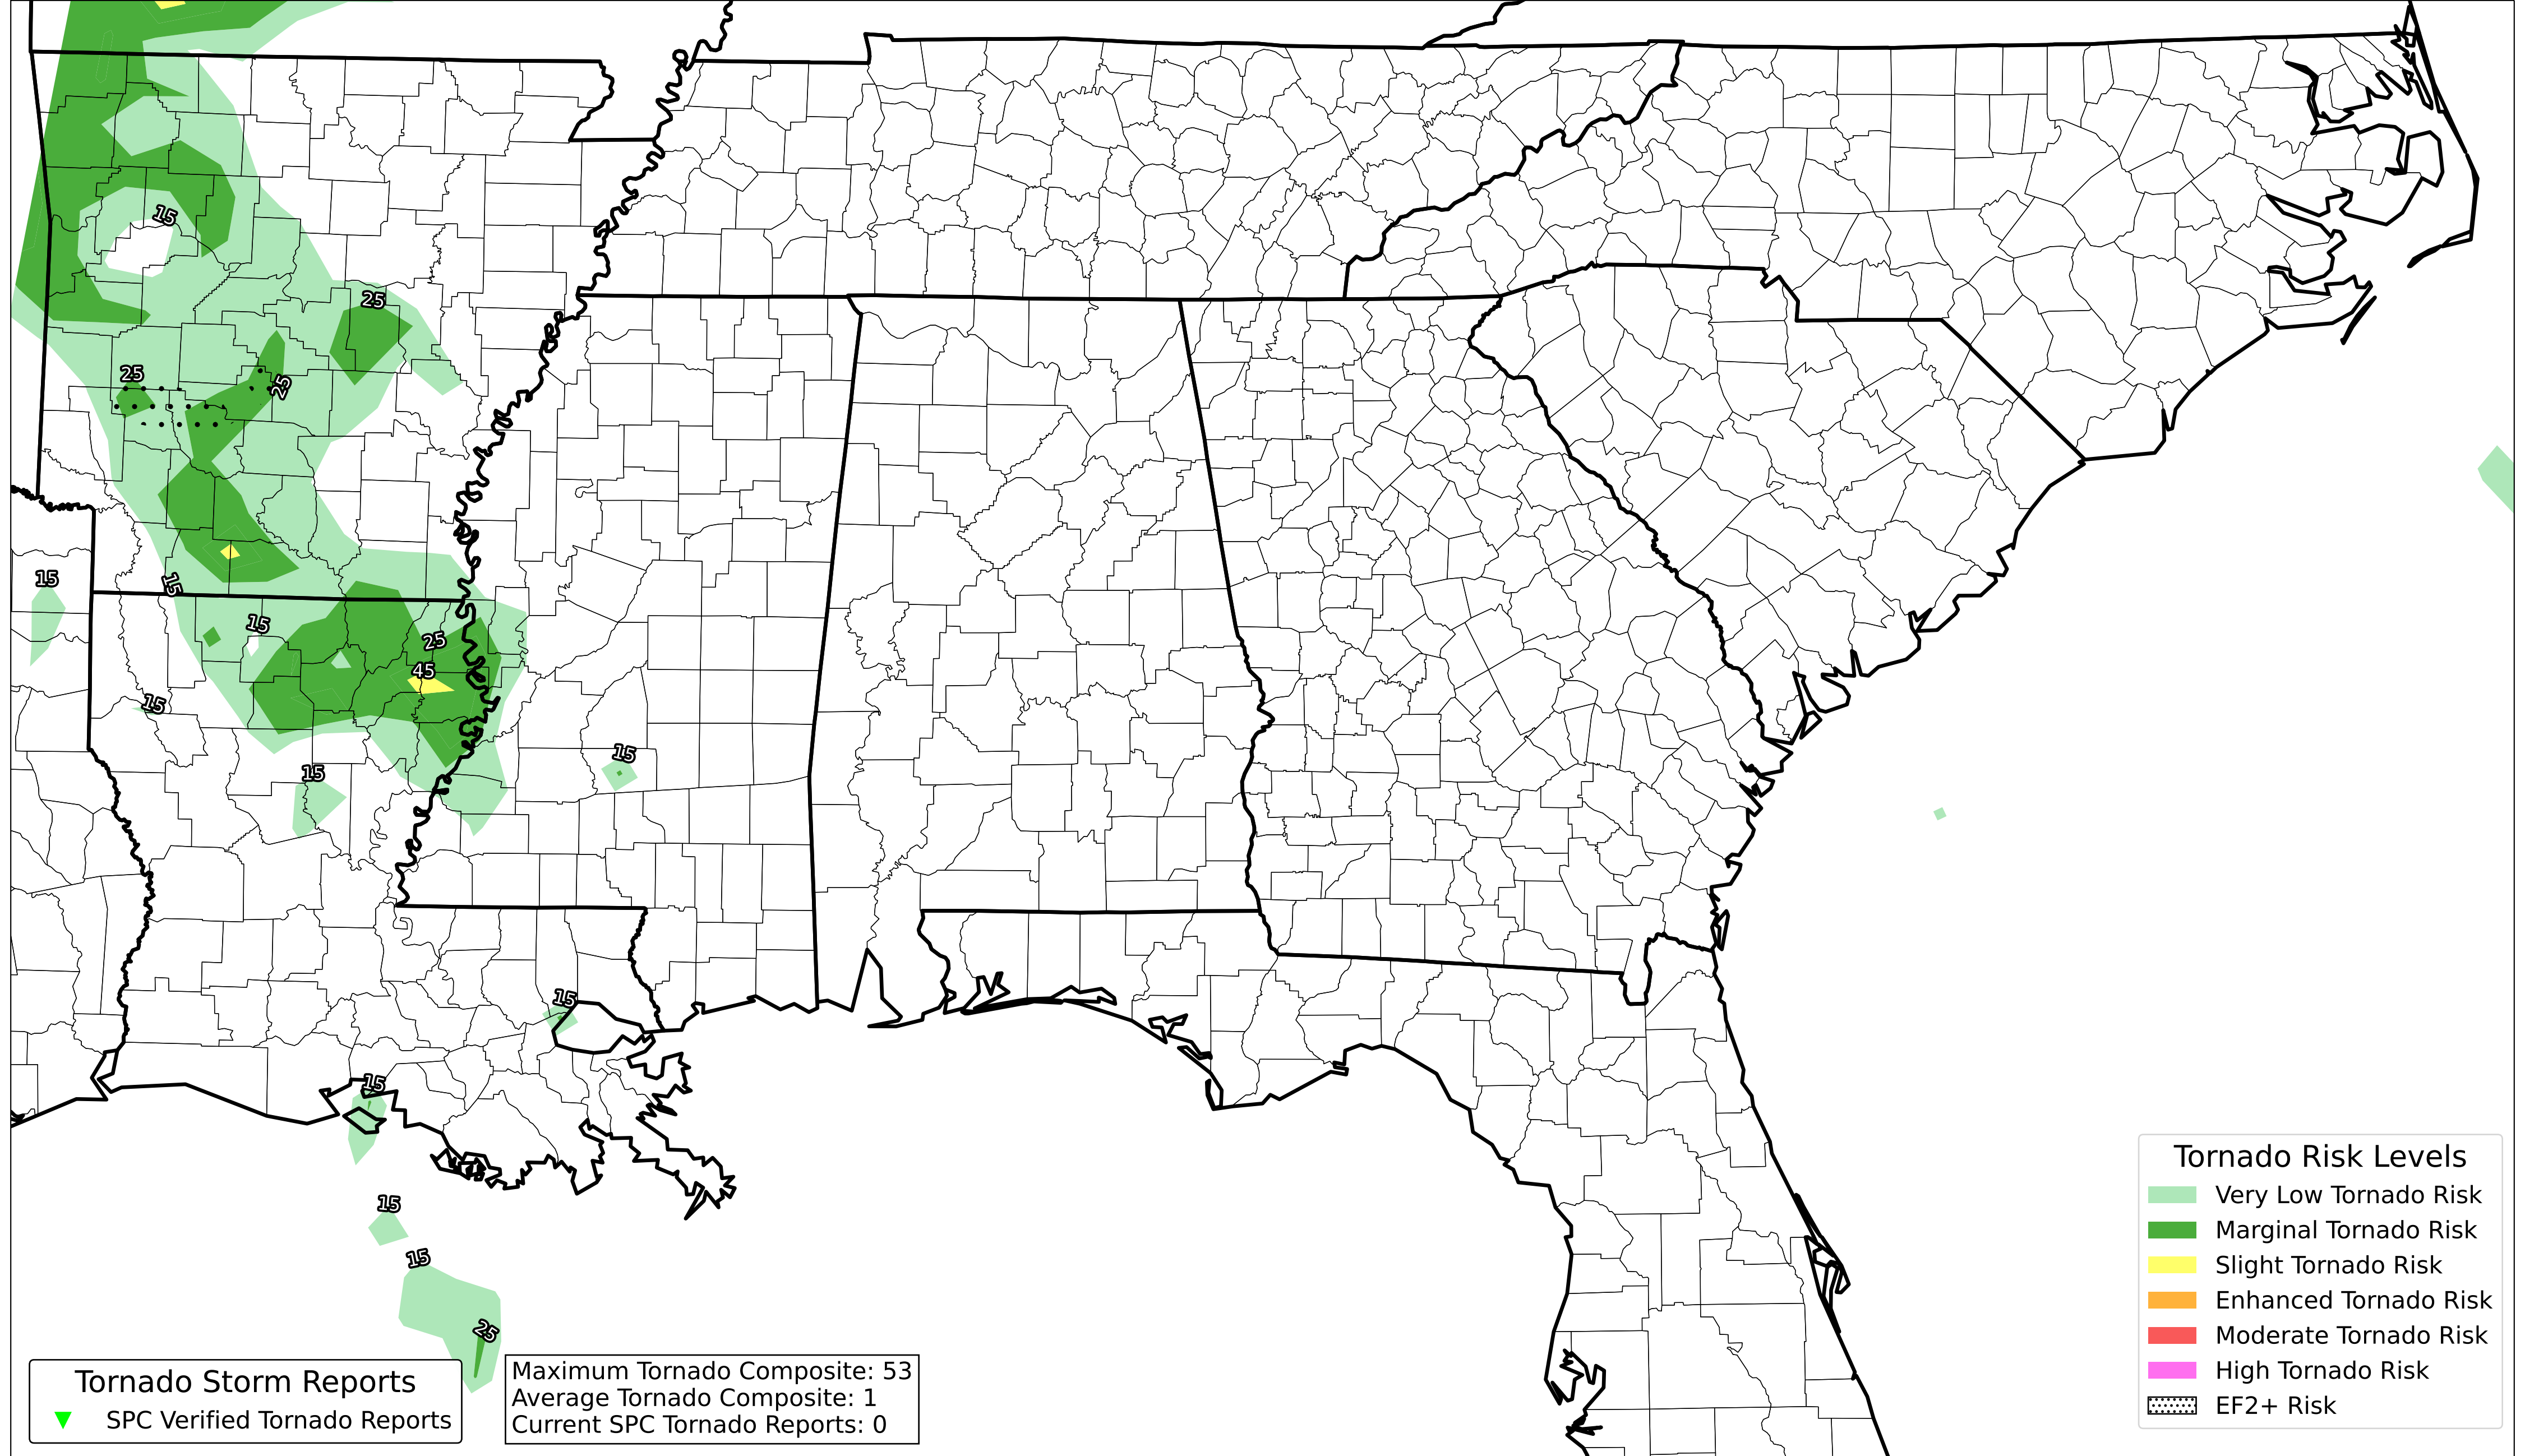 15
25
25
25
15
15
15
25
45
15
15
15
15
15
15
15
25
Tornado Storm Reports
SPC Verified Tornado Reports
Maximum Tornado Composite: 53
Average Tornado Composite: 1
Current SPC Tornado Reports: 0
Tornado Risk Levels
Very Low Tornado Risk
Marginal Tornado Risk
Slight Tornado Risk
Enhanced Tornado Risk
Moderate Tornado Risk
High Tornado Risk
EF2+ Risk